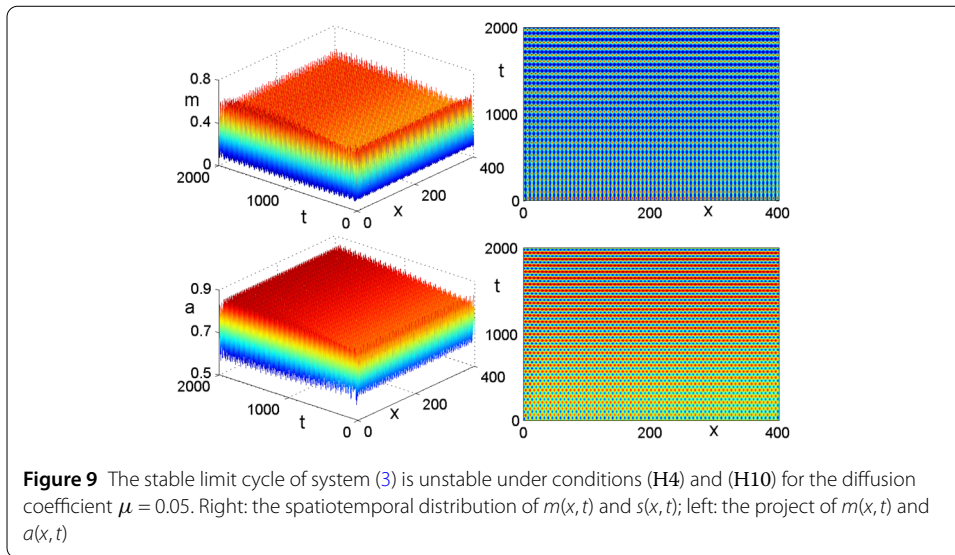 0.8
m
0.4
0
2000
1000
t
0 0
x
200
400
2000
t
1000
0
0
200
x
400
0.9
a
0.7
0.5
2000
1000
t
0 0
x
200
400
2000
t
1000
0
0
200
x
400
Figure 9 The stable limit cycle of system (3) is unstable under conditions (H4) and (H10) for the diffusion
coefficient μ = 0.05. Right: the spatiotemporal distribution of m(x, t) and s(x, t); left: the project of m(x, t) and
a(x, t)